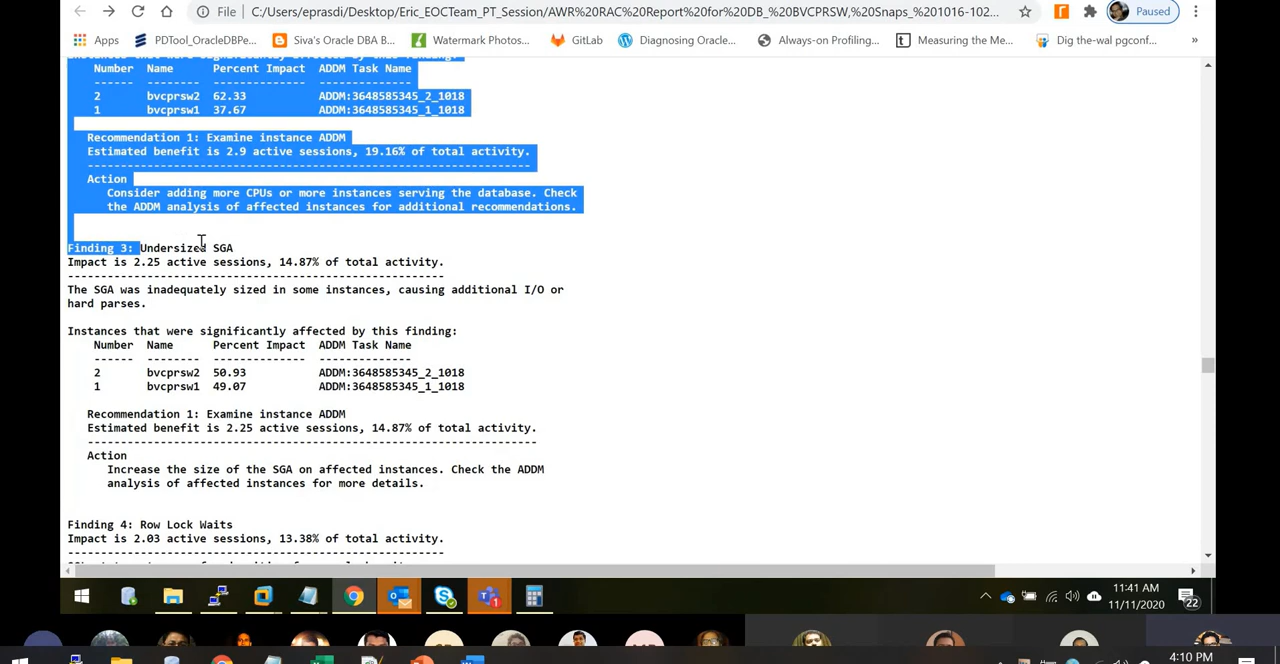 File C:/Users/eprasdi/Desktop/Eric_EOCTeam_PT_Session/AWR%20RAC%20Report%20for%20DB_%20BVCPRSW,%20Snaps_%201016-102... Paused
Apps PDTool_OracleDBPe... Siva's Oracle DBA B... Watermark Photos... GitLab Diagnosing Oracle... Always-on Profiling... Measuring the Me... Dig the-wal pgconf... »
Number Name Percent Impact ADDM Task Name
------ -------- -------------- --------------
2 bvcprsw2 62.33 ADDM:3648585345_2_1018
1 bvcprsw1 37.67 ADDM:3648585345_1_1018
Recommendation 1: Examine instance ADDM
Estimated benefit is 2.9 active sessions, 19.16% of total activity.
-------------------------------------------------------------------
Action
Consider adding more CPUs or more instances serving the database. Check
the ADDM analysis of affected instances for additional recommendations.
Finding 3: Undersized SGA
Impact is 2.25 active sessions, 14.87% of total activity.
---------------------------------------------------------
The SGA was inadequately sized in some instances, causing additional I/O or
hard parses.
Instances that were significantly affected by this finding:
Number Name Percent Impact ADDM Task Name
------ -------- -------------- --------------
2 bvcprsw2 50.93 ADDM:3648585345_2_1018
1 bvcprsw1 49.07 ADDM:3648585345_1_1018
Recommendation 1: Examine instance ADDM
Estimated benefit is 2.25 active sessions, 14.87% of total activity.
--------------------------------------------------------------------
Action
Increase the size of the SGA on affected instances. Check the ADDM
analysis of affected instances for more details.
Finding 4: Row Lock Waits
Impact is 2.03 active sessions, 13.38% of total activity.
---------------------------------------------------------
11:41 AM
11/11/2020
22
4:10 PM